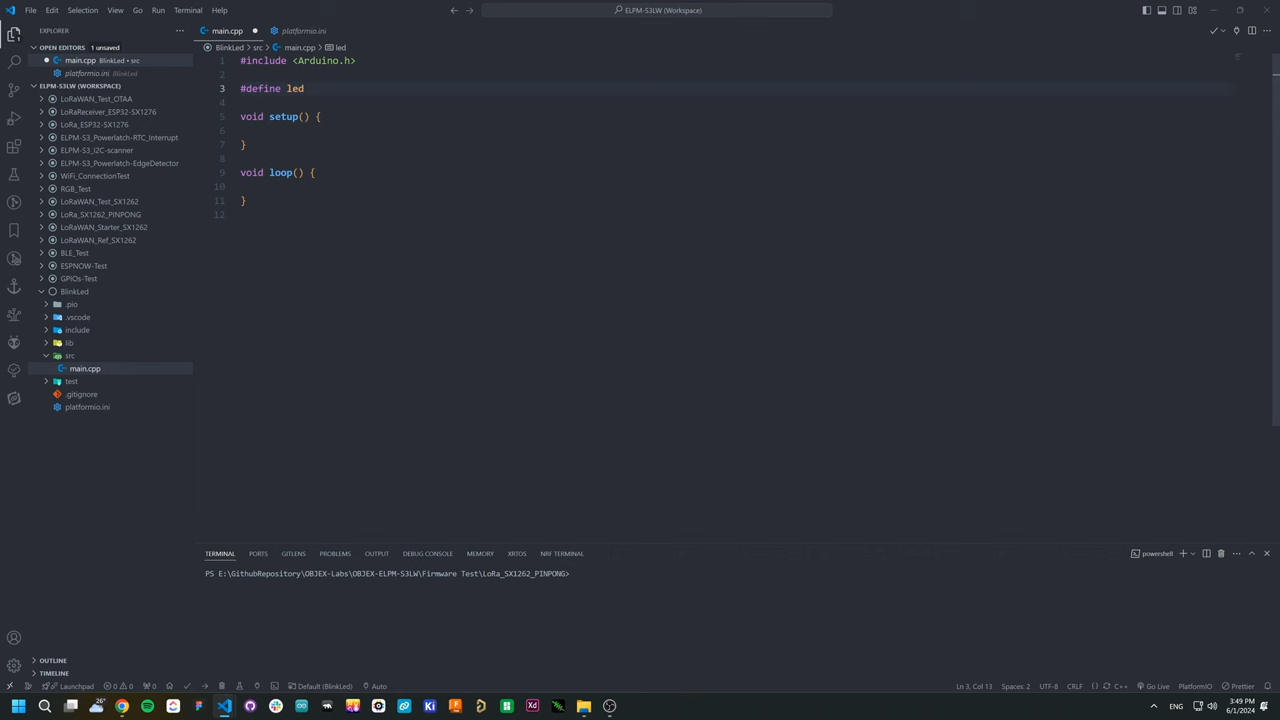 File Edit Selection View Go Run Terminal Help
ELPM-S3LW (Workspace)
EXPLORER
OPEN EDITORS 1 unsaved
main.cpp BlinkLed • src
platformio.ini BlinkLed
ELPM-S3LW (WORKSPACE)
LoRaWAN_Test_OTAA
LoRaReceiver_ESP32-SX1276
LoRa_ESP32-SX1276
ELPM-S3_Powerlatch-RTC_Interrupt
ELPM-S3_I2C-scanner
ELPM-S3_Powerlatch-EdgeDetector
WiFi_ConnectionTest
RGB_Test
LoRaWAN_Test_SX1262
LoRa_SX1262_PINPONG
LoRaWAN_Starter_SX1262
LoRaWAN_Ref_SX1262
BLE_Test
ESPNOW-Test
GPIOs-Test
BlinkLed
.pio
.vscode
include
lib
src
main.cpp
test
.gitignore
platformio.ini
OUTLINE
TIMELINE
main.cpp platformio.ini
BlinkLed > src > main.cpp > led
1 #include <Arduino.h>
2
3 #define led
4
5 void setup() {
6
7 }
8
9 void loop() {
10
11 }
12
TERMINAL PORTS GITLENS PROBLEMS OUTPUT DEBUG CONSOLE MEMORY XRTOS NRF TERMINAL
powershell
PS E:\GithubRepository\OBJEX-Labs\OBJEX-ELPM-S3LW\Firmware Test\LoRa_SX1262_PINPONG>
Launchpad 0 0 0 Default (BlinkLed) Auto
Ln 3, Col 13 Spaces: 2 UTF-8 CRLF {} C++ Go Live PlatformIO Prettier
26°
Ki
Xd
3:49 PM
6/1/2024